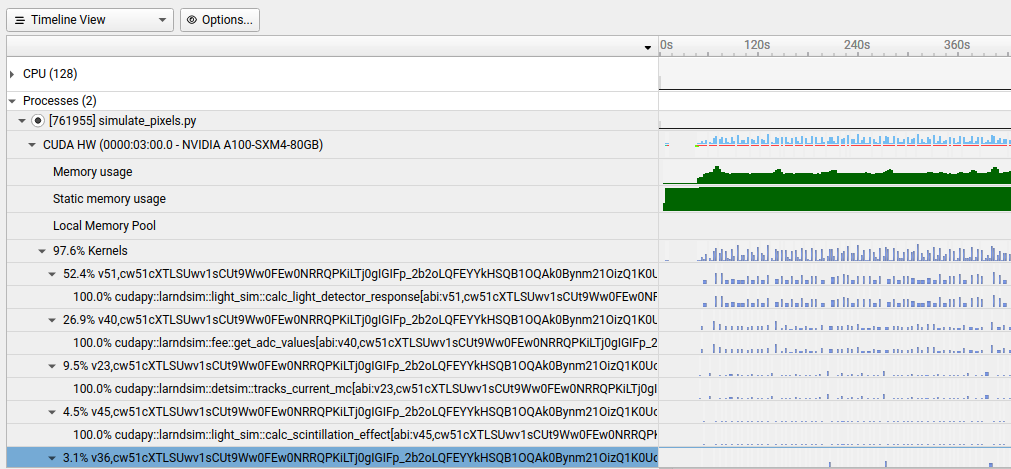 Timeline View Options...
0s 120s 240s 360s
CPU (128)
Processes (2)
[761955] simulate_pixels.py
CUDA HW (0000:03:00.0 - NVIDIA A100-SXM4-80GB)
Memory usage
Static memory usage
Local Memory Pool
97.6% Kernels
52.4% v51,cw51cXTLSUwv1sCUt9Ww0FEw0NRRQPKiLTj0gIGIFp_2b2oLQFEYYkHSQB1OQAk0Bynm21OizQ1K0U
100.0% cudapy::larndsim::light_sim::calc_light_detector_response[abi:v51,cw51cXTLSUwv1sCUt9Ww0FEw0NF
26.9% v40,cw51cXTLSUwv1sCUt9Ww0FEw0NRRQPKiLTj0gIGIFp_2b2oLQFEYYkHSQB1OQAk0Bynm21OizQ1K0U
100.0% cudapy::larndsim::fee::get_adc_values[abi:v40,cw51cXTLSUwv1sCUt9Ww0FEw0NRRQPKiLTj0gIGIFp_2
9.5% v23,cw51cXTLSUwv1sCUt9Ww0FEw0NRRQPKiLTj0gIGIFp_2b2oLQFEYYkHSQB1OQAk0Bynm21OizQ1K0Uc
100.0% cudapy::larndsim::detsim::tracks_current_mc[abi:v23,cw51cXTLSUwv1sCUt9Ww0FEw0NRRQPKiLTj0gI
4.5% v45,cw51cXTLSUwv1sCUt9Ww0FEw0NRRQPKiLTj0gIGIFp_2b2oLQFEYYkHSQB1OQAk0Bynm21OizQ1K0Uc
100.0% cudapy::larndsim::light_sim::calc_scintillation_effect[abi:v45,cw51cXTLSUwv1sCUt9Ww0FEw0NRRQPK
3.1% v36,cw51cXTLSUwv1sCUt9Ww0FEw0NRRQPKiLTj0gIGIFp_2b2oLQFEYYkHSQB1OQAk0Bynm21OizQ1K0Uc